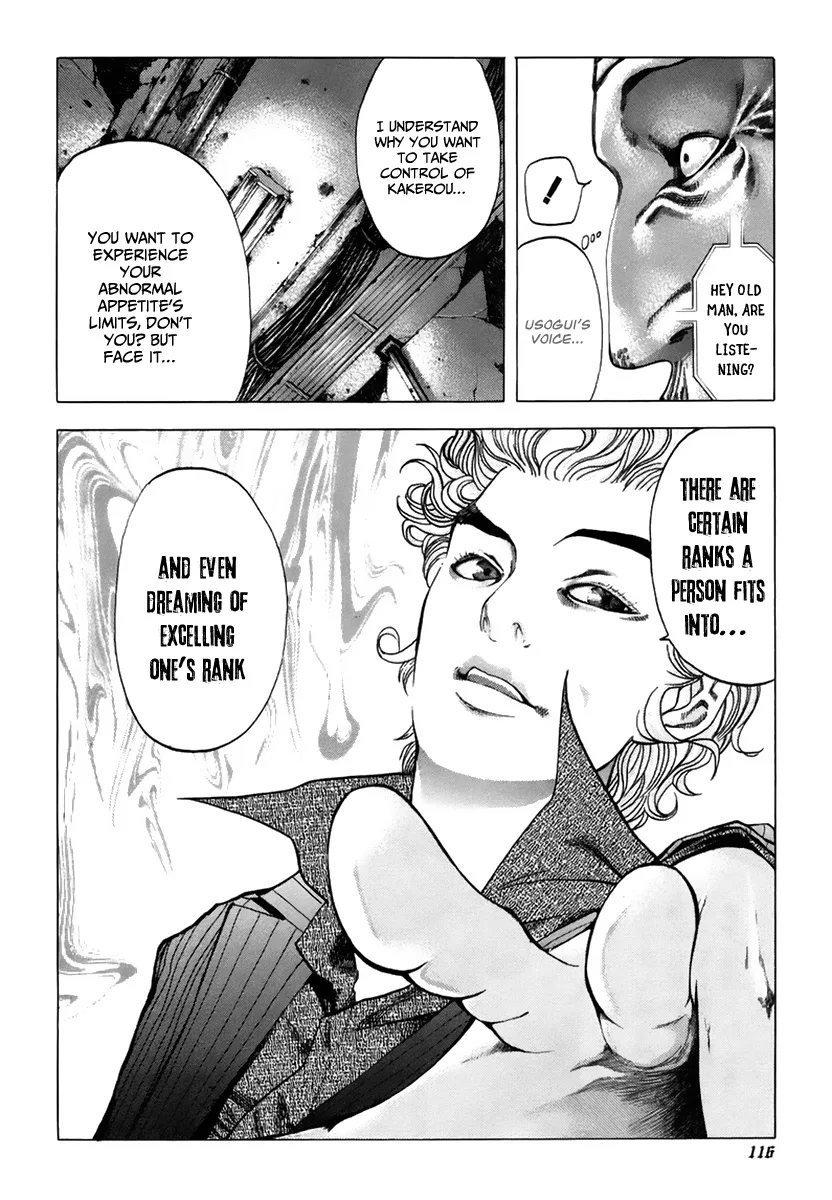 HEY OLD
MAN, ARE
YOU
LISTE-
NING?
!
USOGUI'S
VOICE...
I UNDERSTAND
WHY YOU WANT
TO TAKE
CONTROL OF
KAKEROU...
YOU WANT TO
EXPERIENCE
YOUR
ABNORMAL
APPETITE'S
LIMITS, DON'T
YOU? BUT
FACE IT...
THERE ARE
CERTAIN
RANKS A
PERSON FITS
INTO...
AND EVEN
DREAMING OF
EXCELLING
ONE'S RANK
116